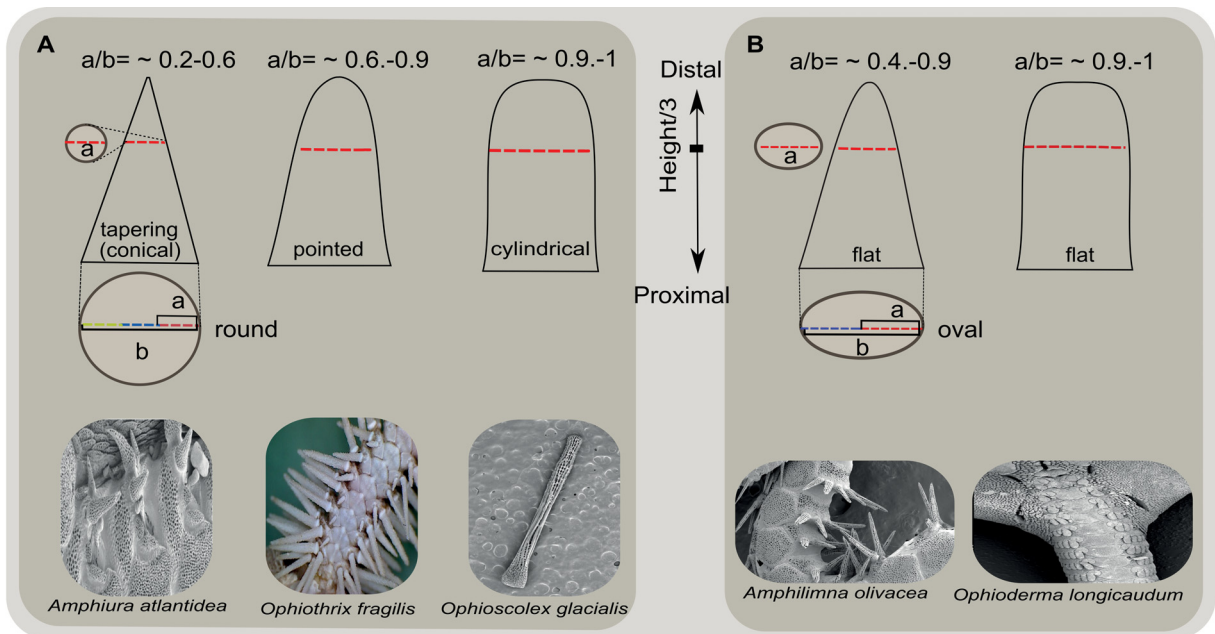 A
a/b= ~ 0.2-0.6
a/b= ~ 0.6.-0.9
a/b= ~ 0.9.-1
a
tapering
(conical)
pointed
cylindrical
a
b
round
Amphiura atlantidea
Ophiothrix fragilis
Ophioscolex glacialis
Distal
Height/3
Proximal
B
a/b= ~ 0.4.-0.9
a/b= ~ 0.9.-1
a
flat
flat
a
b
oval
Amphilimna olivacea
Ophioderma longicaudum